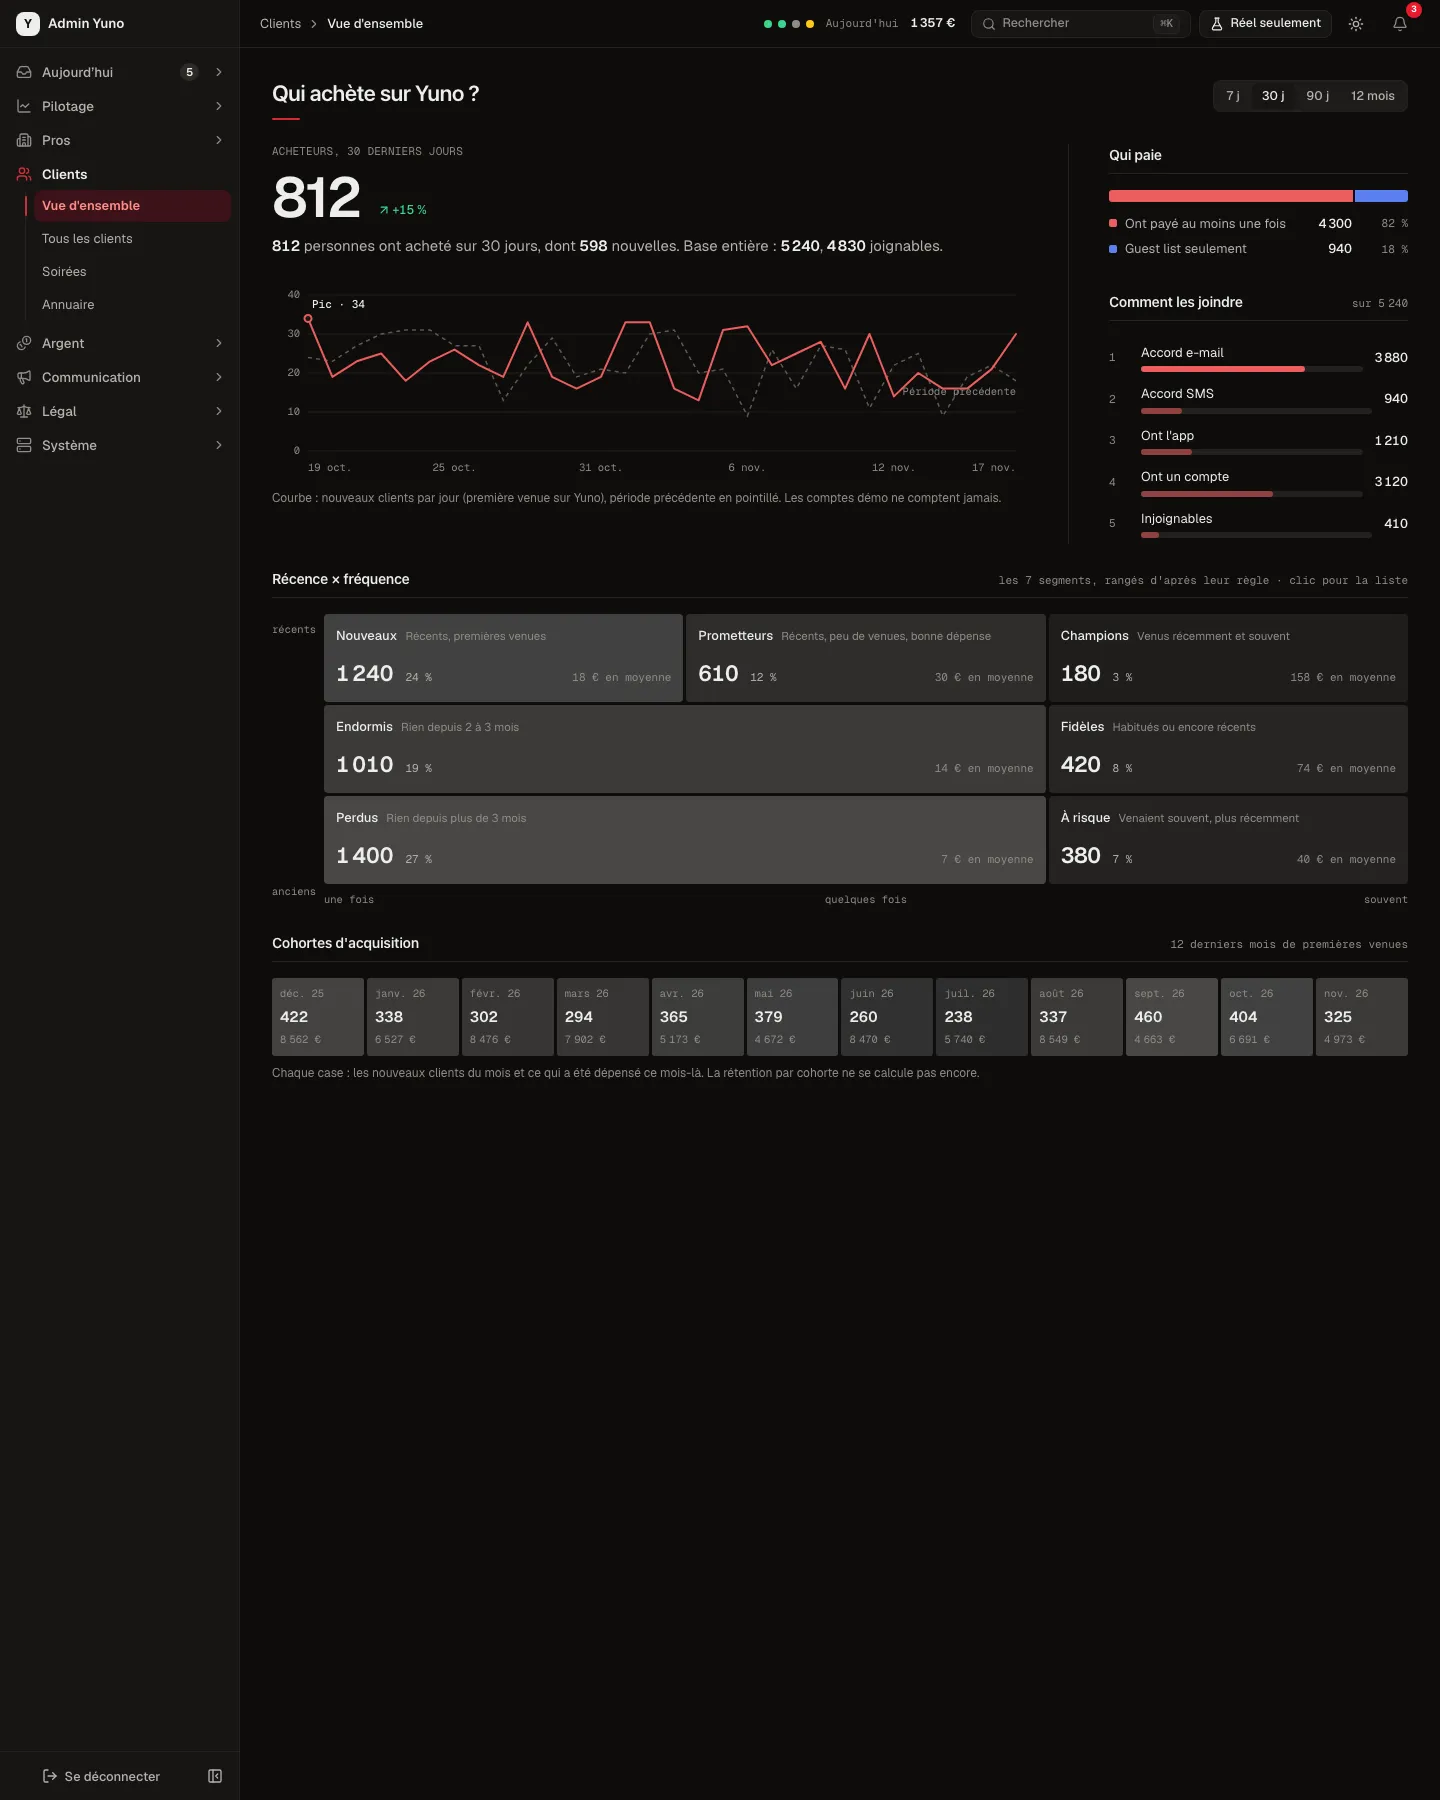 Y Admin Yuno
Aujourd'hui 5
Pilotage
Pros
Clients
Vue d'ensemble
Tous les clients
Soirées
Annuaire
Argent
Communication
Légal
Système
Se déconnecter
Clients > Vue d'ensemble
Aujourd'hui 1 357 €
Rechercher ⌘K
Réel seulement
3
Qui achète sur Yuno ?
7 j 30 j 90 j 12 mois
ACHETEURS, 30 DERNIERS JOURS
812 +15 %
812 personnes ont acheté sur 30 jours, dont 598 nouvelles. Base entière : 5 240, 4 830 joignables.
40
Pic · 34
30
20
Période précédente
10
0
19 oct. 25 oct. 31 oct. 6 nov. 12 nov. 17 nov.
Courbe : nouveaux clients par jour (première venue sur Yuno), période précédente en pointillé. Les comptes démo ne comptent jamais.
Qui paie
Ont payé au moins une fois 4 300 82 %
Guest list seulement 940 18 %
Comment les joindre sur 5 240
1 Accord e-mail 3 880
2 Accord SMS 940
3 Ont l'app 1 210
4 Ont un compte 3 120
5 Injoignables 410
Récence × fréquence les 7 segments, rangés d'après leur règle · clic pour la liste
récents
Nouveaux Récents, premières venues
1 240 24 % 18 € en moyenne
Prometteurs Récents, peu de venues, bonne dépense
610 12 % 30 € en moyenne
Champions Venus récemment et souvent
180 3 % 158 € en moyenne
Endormis Rien depuis 2 à 3 mois
1 010 19 % 14 € en moyenne
Fidèles Habitués ou encore récents
420 8 % 74 € en moyenne
Perdus Rien depuis plus de 3 mois
1 400 27 % 7 € en moyenne
À risque Venaient souvent, plus récemment
380 7 % 40 € en moyenne
anciens
une fois quelques fois souvent
Cohortes d'acquisition 12 derniers mois de premières venues
déc. 25 janv. 26 févr. 26 mars 26 avr. 26 mai 26 juin 26 juil. 26 août 26 sept. 26 oct. 26 nov. 26
422 338 302 294 365 379 260 238 337 460 404 325
8 562 € 6 527 € 8 476 € 7 902 € 5 173 € 4 672 € 8 470 € 5 740 € 8 549 € 4 663 € 6 691 € 4 973 €
Chaque case : les nouveaux clients du mois et ce qui a été dépensé ce mois-là. La rétention par cohorte ne se calcule pas encore.